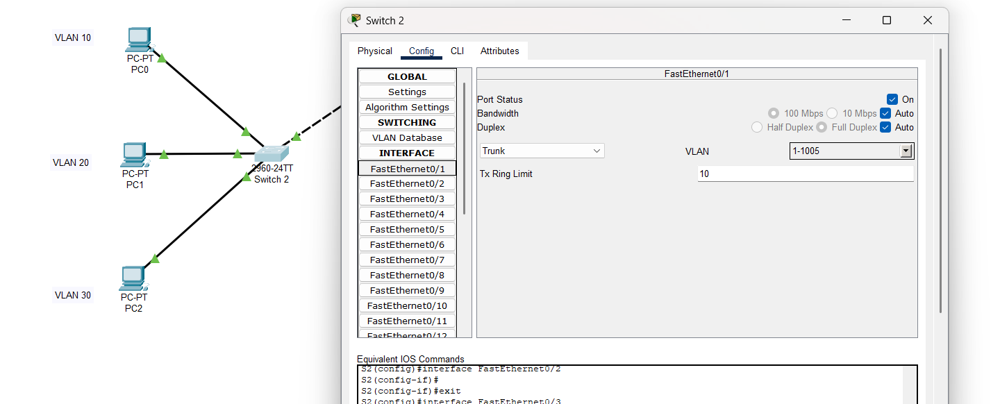 VLAN 10
PC-PT
PC0
VLAN 20
PC-PT
PC1
2960-24TT
Switch 2
VLAN 30
PC-PT
PC2
Switch 2
Physical Config CLI Attributes
GLOBAL
Settings
Algorithm Settings
SWITCHING
VLAN Database
INTERFACE
FastEthernet0/1
FastEthernet0/2
FastEthernet0/3
FastEthernet0/4
FastEthernet0/5
FastEthernet0/6
FastEthernet0/7
FastEthernet0/8
FastEthernet0/9
FastEthernet0/10
FastEthernet0/11
FastEthernet0/12
FastEthernet0/1
Port Status On
Bandwidth 100 Mbps 10 Mbps Auto
Duplex Half Duplex Full Duplex Auto
Trunk VLAN 1-1005
Tx Ring Limit 10
Equivalent IOS Commands
S2(config)#interface FastEthernet0/2
S2(config-if)#
S2(config-if)#exit
S2(config)#interface FastEthernet0/3